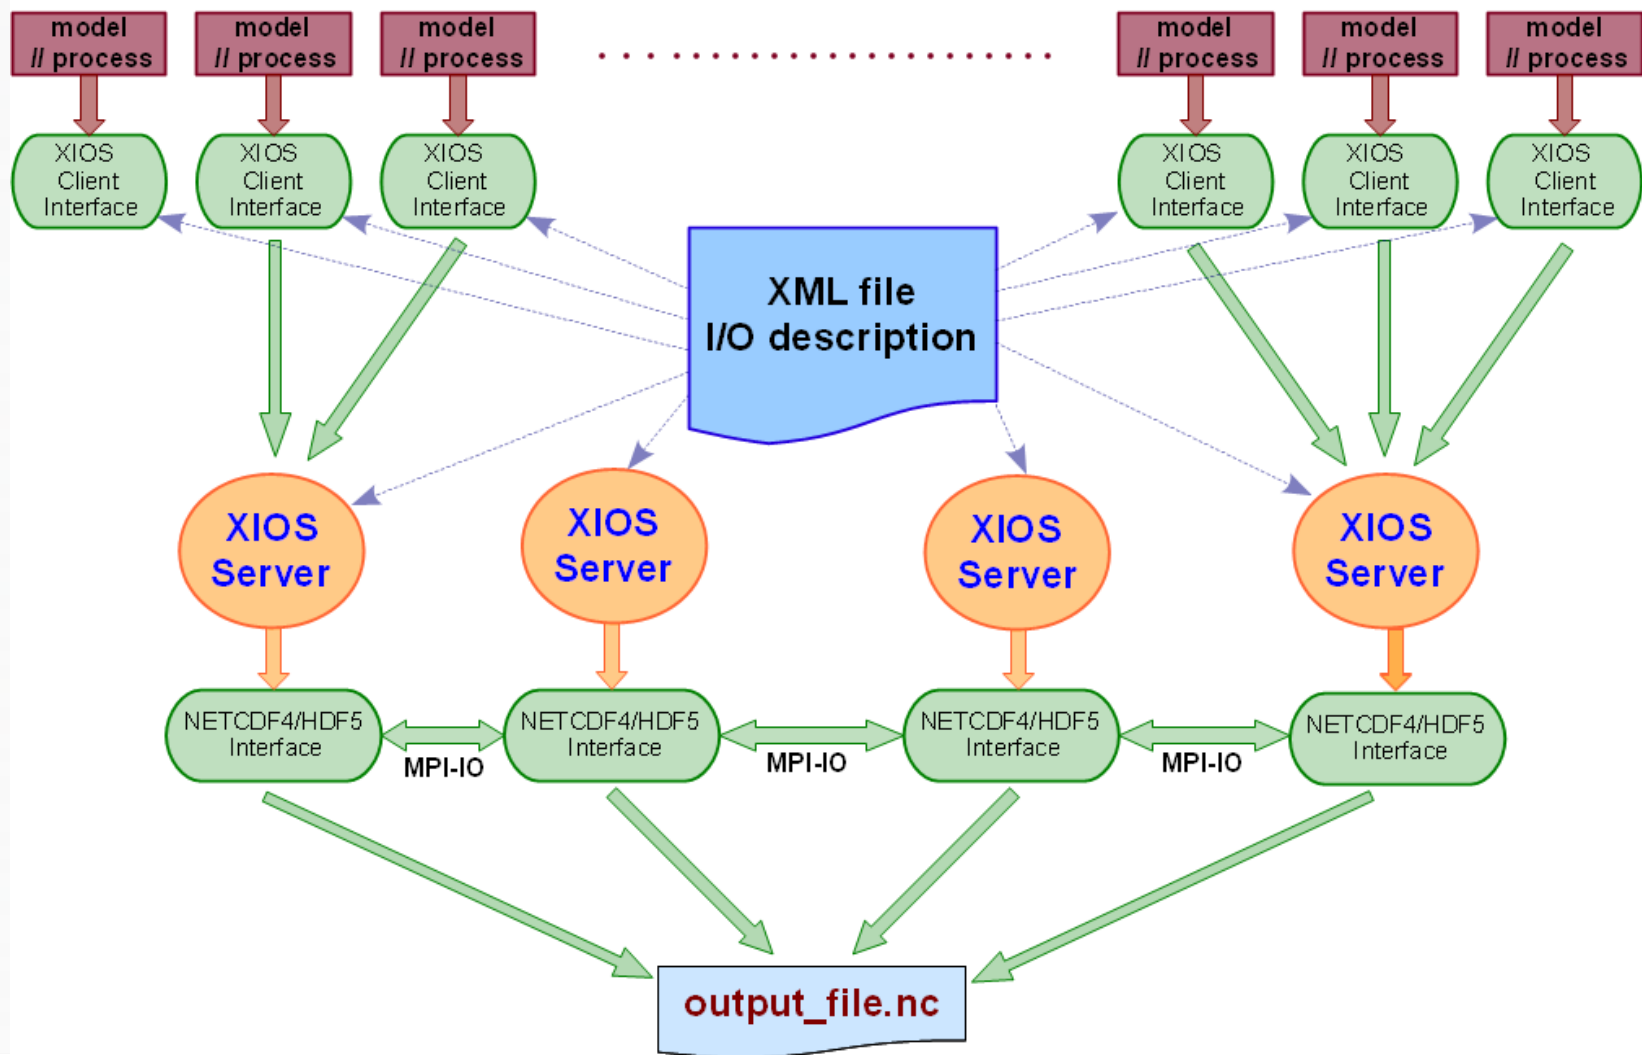 model
// process
model
// process
model
// process
model
// process
model
// process
model
// process
XIOS
Client
Interface
XIOS
Client
Interface
XIOS
Client
Interface
XIOS
Client
Interface
XIOS
Client
Interface
XIOS
Client
Interface
XML file
I/O description
XIOS
Server
XIOS
Server
XIOS
Server
XIOS
Server
NETCDF4/HDF5
Interface
NETCDF4/HDF5
Interface
NETCDF4/HDF5
Interface
NETCDF4/HDF5
Interface
MPI-IO
MPI-IO
MPI-IO
output_file.nc